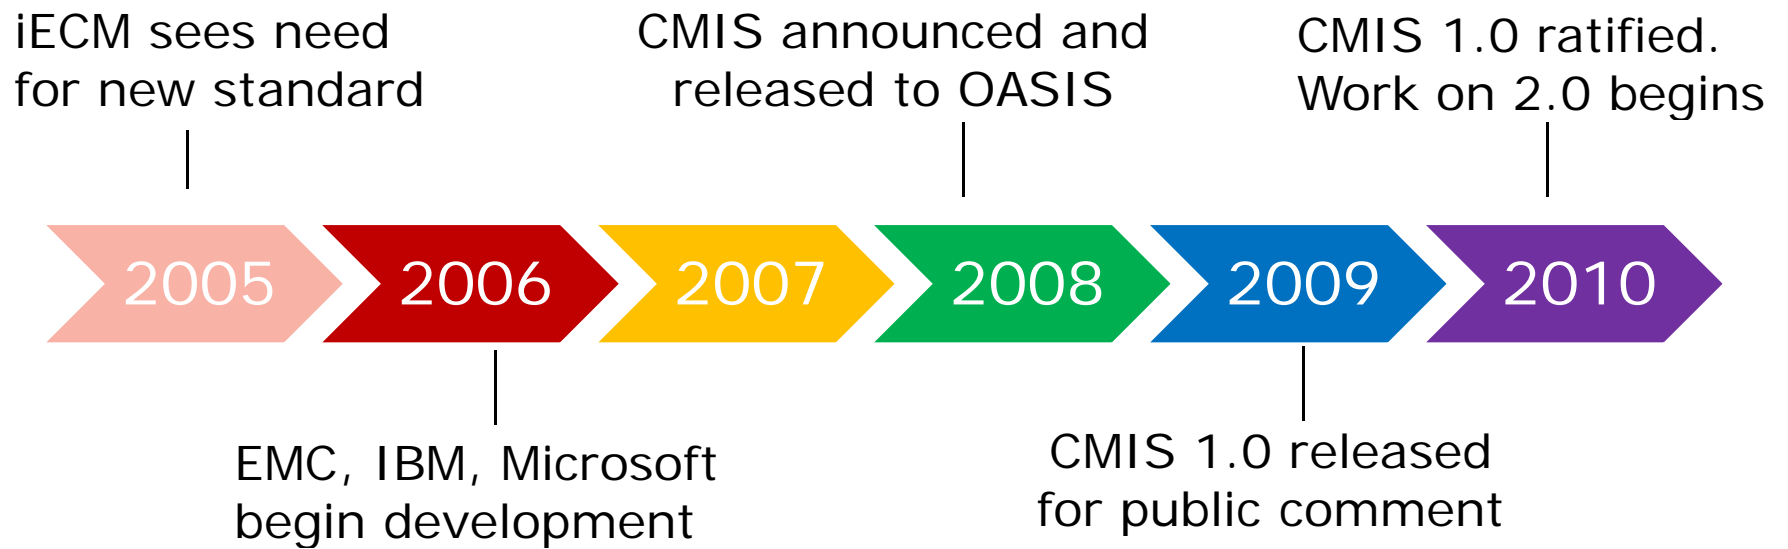 iECM sees need
for new standard
CMIS announced and
released to OASIS
CMIS 1.0 ratified.
Work on 2.0 begins
2005
2006
2007
2008
2009
2010
EMC, IBM, Microsoft
begin development
CMIS 1.0 released
for public comment